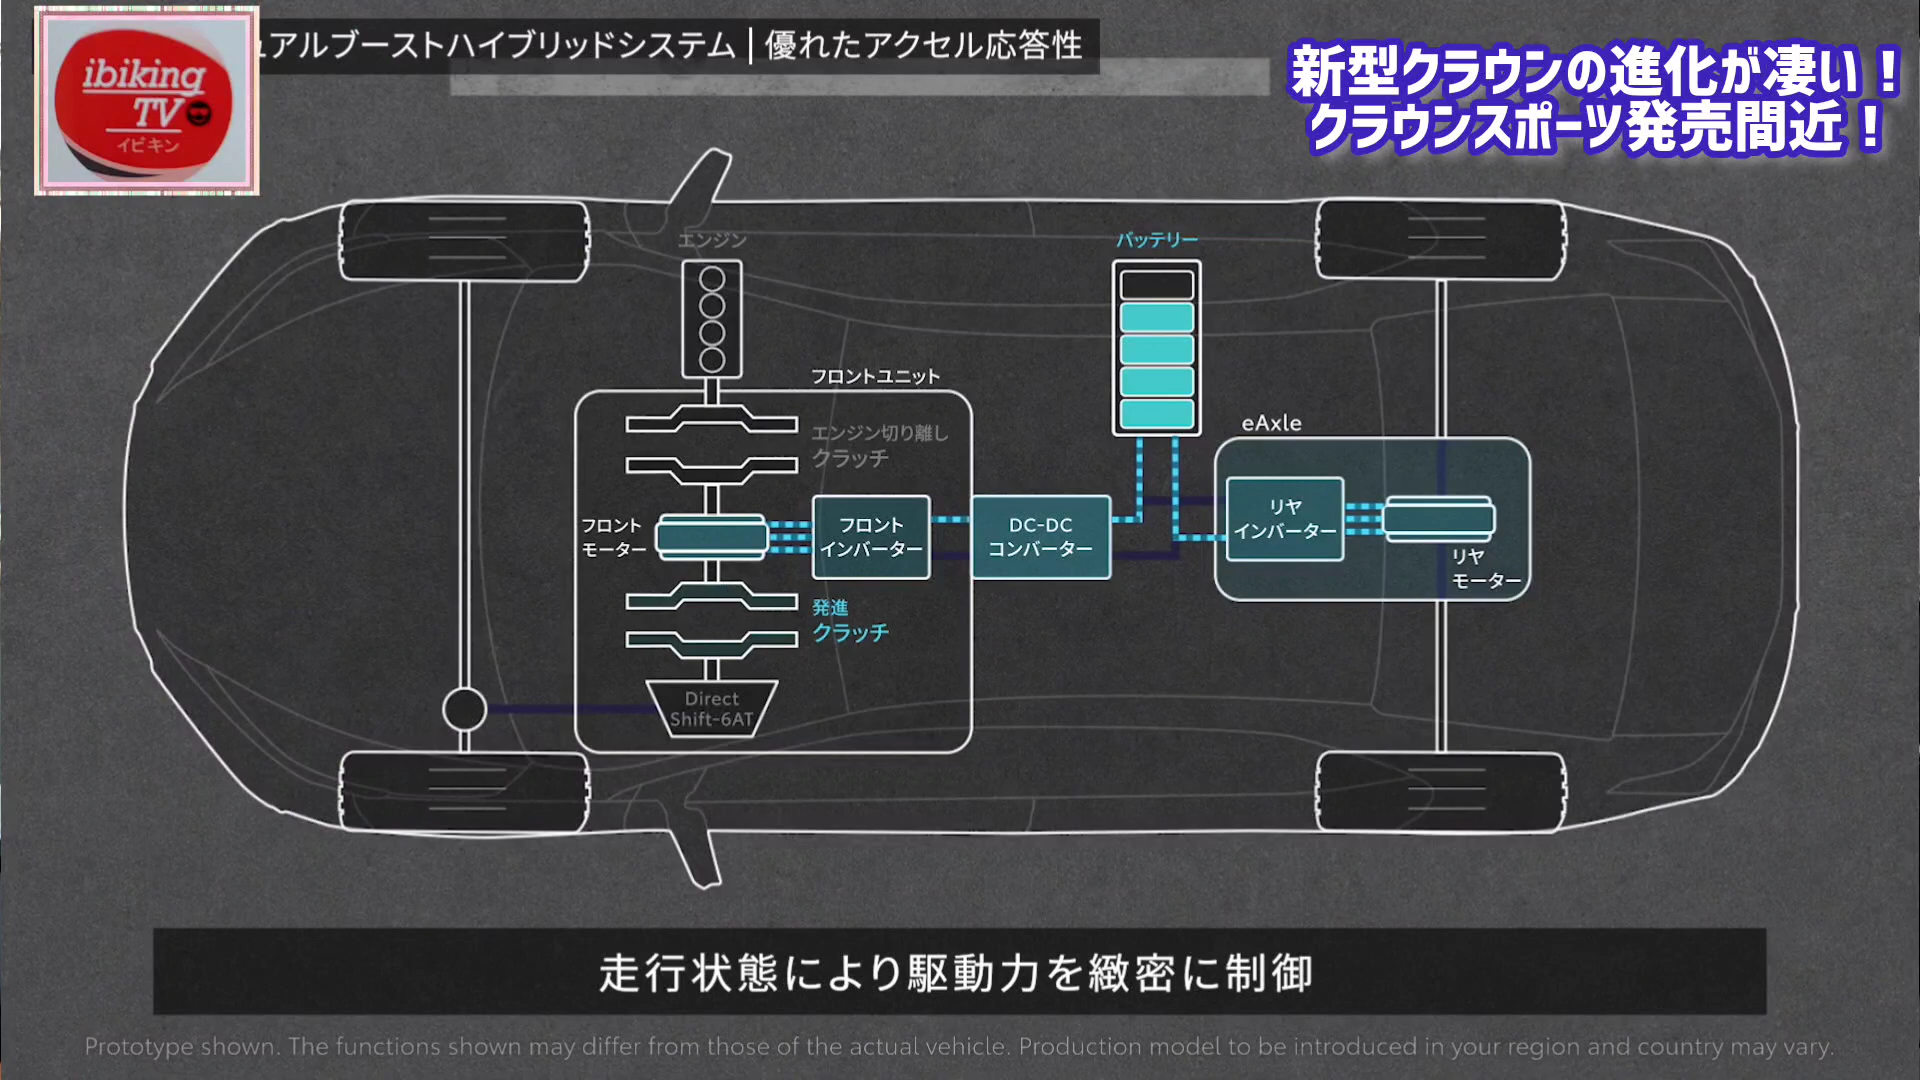 ibiking
TV
イビキン
ュアルブーストハイブリッドシステム | 優れたアクセル応答性
新型クラウンの進化が凄い！
クラウンスポーツ発売間近！
エンジン
バッテリー
フロントユニット
エンジン切り離し
クラッチ
eAxle
フロント
モーター
フロント
インバーター
DC-DC
コンバーター
リヤ
インバーター
リヤ
モーター
発進
クラッチ
Direct
Shift-6AT
走行状態により駆動力を緻密に制御
Prototype shown. The functions shown may differ from those of the actual vehicle. Production model to be introduced in your region and country may vary.